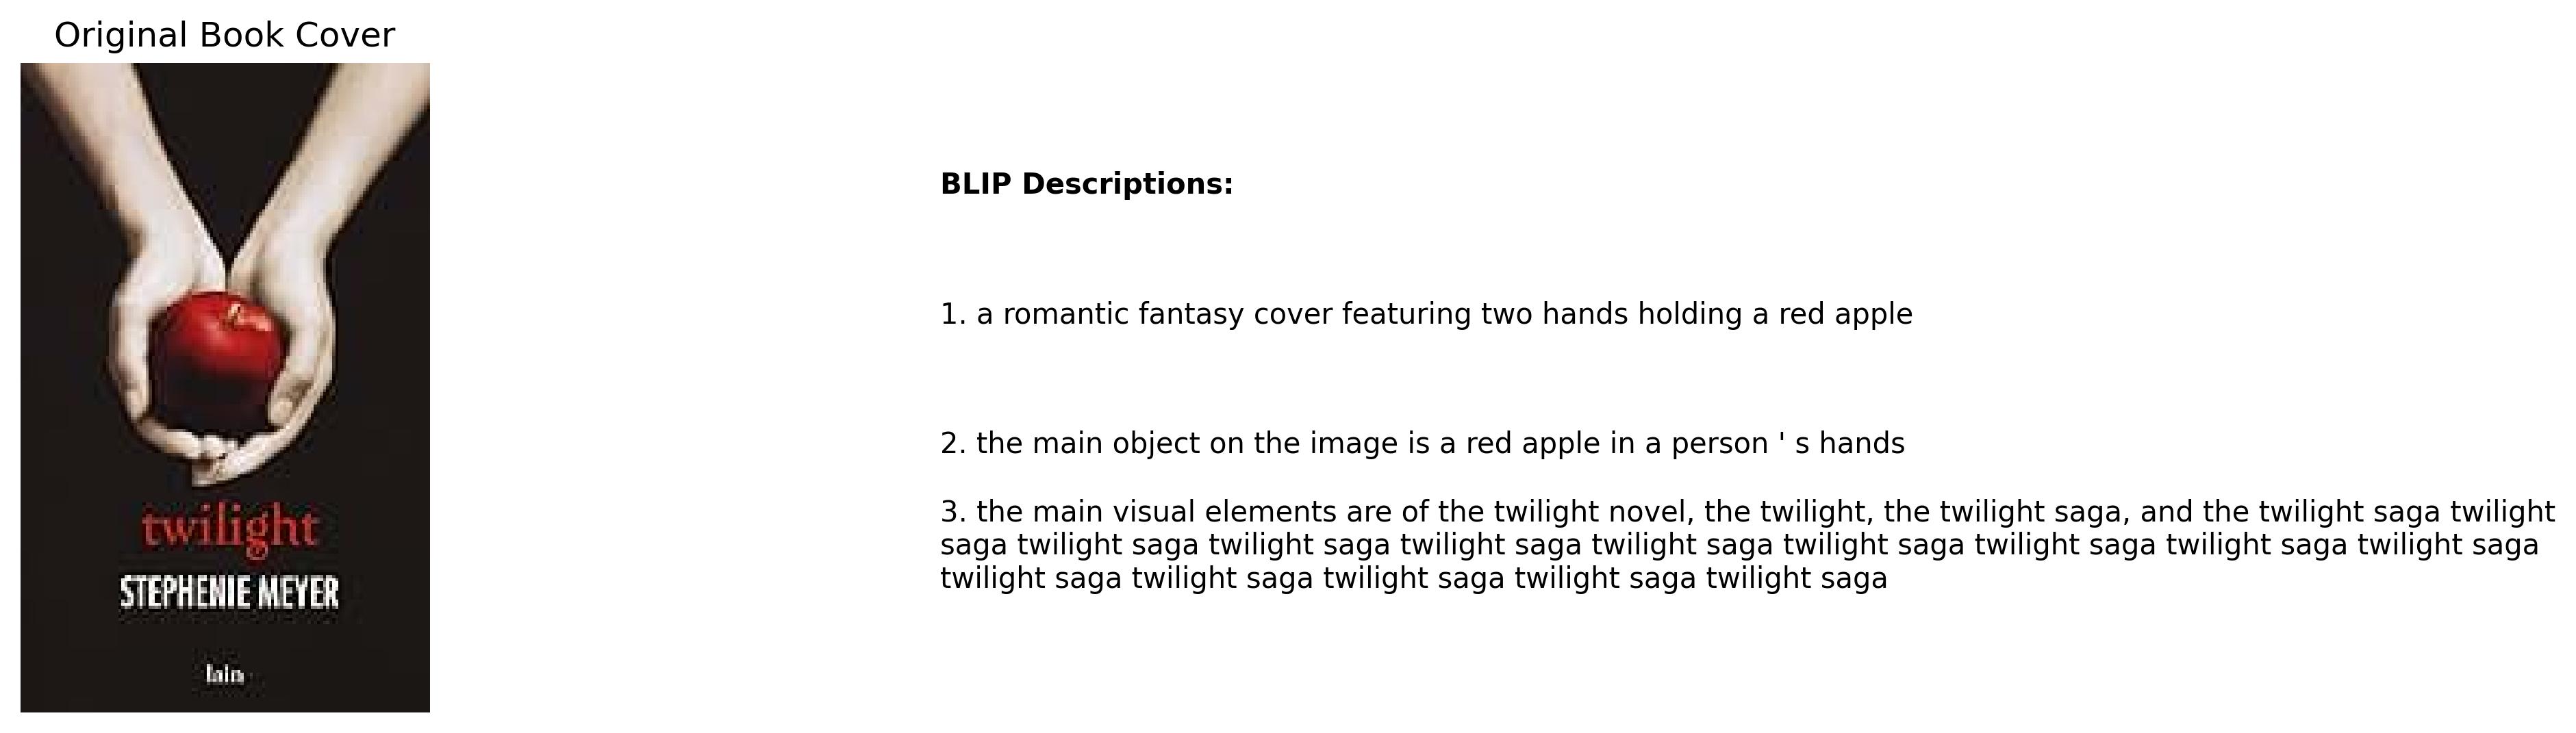 Original Book Cover
twilight
STEPHENIE MEYER
lain
BLIP Descriptions:
1. a romantic fantasy cover featuring two hands holding a red apple
2. the main object on the image is a red apple in a person ' s hands
3. the main visual elements are of the twilight novel, the twilight, the twilight saga, and the twilight saga twilight
saga twilight saga twilight saga twilight saga twilight saga twilight saga twilight saga twilight saga twilight saga
twilight saga twilight saga twilight saga twilight saga twilight saga